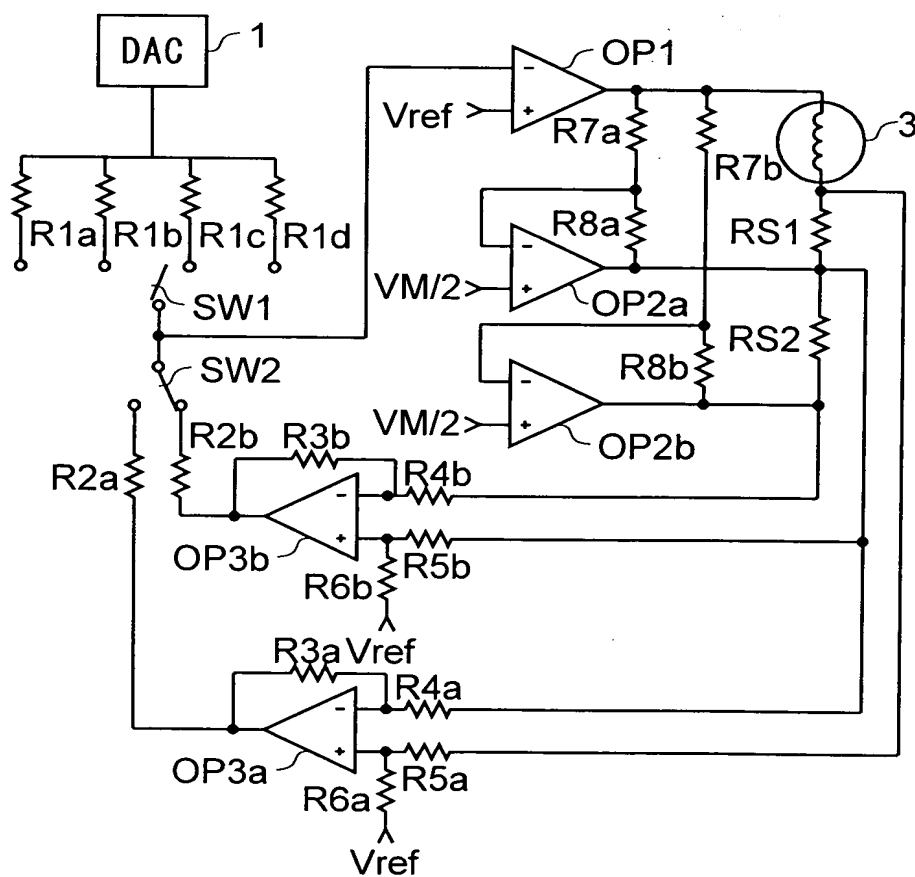 DAC 1
OP1
Vref
R7a
R7b
3
R1a R1b R1c R1d
R8a
RS1
SW1
VM/2
OP2a
RS2
SW2
R8b
VM/2
OP2b
R2a
R2b
R3b
R4b
OP3b
R5b
R6b
Vref
R3a
R4a
OP3a
R5a
R6a
Vref